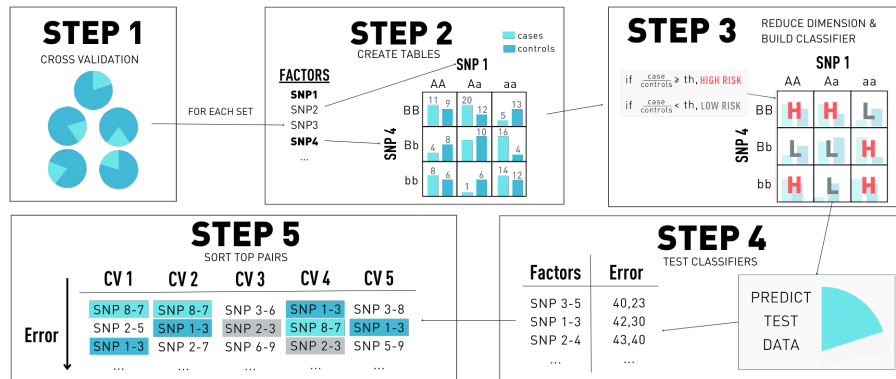 STEP 1
CROSS VALIDATION
FOR EACH SET
STEP 2
CREATE TABLES
cases
controls
FACTORS
SNP1
SNP2
SNP3
SNP4
...
SNP 1
AA Aa aa
SNP 4
BB 11 9 20 12 5 13
Bb 4 8 10 16 4
bb 8 6 1 6 14 12
STEP 3
REDUCE DIMENSION &
BUILD CLASSIFIER
if case/controls ⩾ th, HIGH RISK
if case/controls < th, LOW RISK
SNP 1
AA Aa aa
SNP 4
BB H H L
Bb L L H
bb H L H
STEP 4
TEST CLASSIFIERS
PREDICT
TEST
DATA
Factors Error
SNP 3-5 40,23
SNP 1-3 42,30
SNP 2-4 43,40
... ...
STEP 5
SORT TOP PAIRS
Error
CV 1 CV 2 CV 3 CV 4 CV 5
SNP 8-7 SNP 8-7 SNP 3-6 SNP 1-3 SNP 3-8
SNP 2-5 SNP 1-3 SNP 2-3 SNP 8-7 SNP 1-3
SNP 1-3 SNP 2-7 SNP 6-9 SNP 2-3 SNP 5-9
... ... ... ... ...